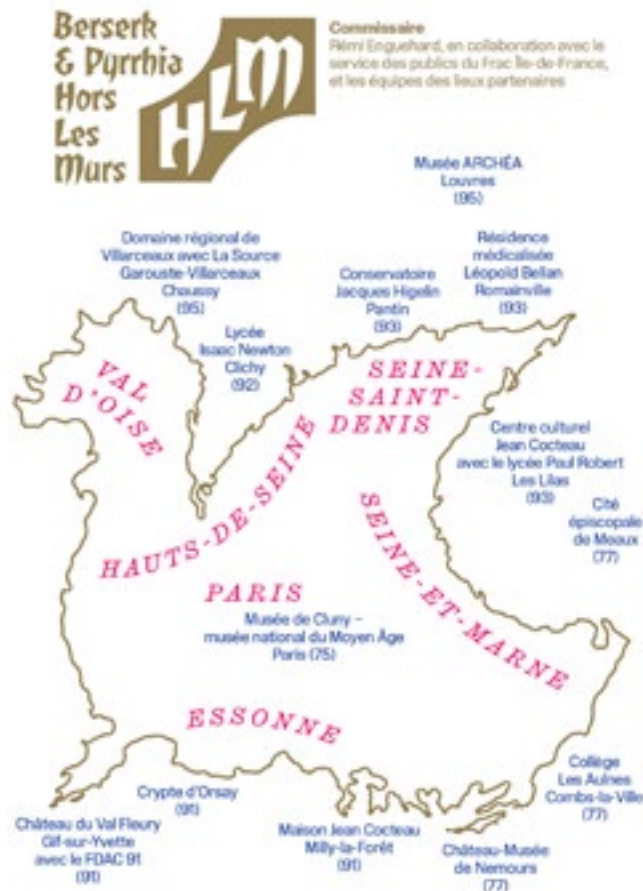 Berserk
& Pyrrhia
Hors
Les
Murs
HLM
Commissaire
Rémi Enguehard, en collaboration avec le
service des publics du Frac Île-de-France,
et les équipes des lieux partenaires
Musée ARCHÉA
Louvres
(95)
Domaine régional de
Villarceaux avec La Source
Garouste-Villarceaux
Chaussy
(95)
Conservatoire
Jacques Higelin
Pantin
(93)
Résidence
médicalisée
Léopold Bellan
Romainville
(93)
Lycée
Isaac Newton
Clichy
(92)
VAL
D'OISE
SEINE-
SAINT-
DENIS
HAUTS-DE-SEINE
Centre culturel
Jean Cocteau
avec le lycée Paul Robert
Les Lilas
(93)
Cité
épiscopale
de Meaux
(77)
SEINE-ET-MARNE
PARIS
Musée de Cluny –
musée national du Moyen Âge
Paris (75)
ESSONNE
Collège
Les Aulnes
Combs-la-Ville
(77)
Crypte d'Orsay
(91)
Château du Val Fleury
Gif-sur-Yvette
avec le FDAC 91
(91)
Maison Jean Cocteau
Milly-la-Forêt
(91)
Château-Musée
de Nemours
(77)